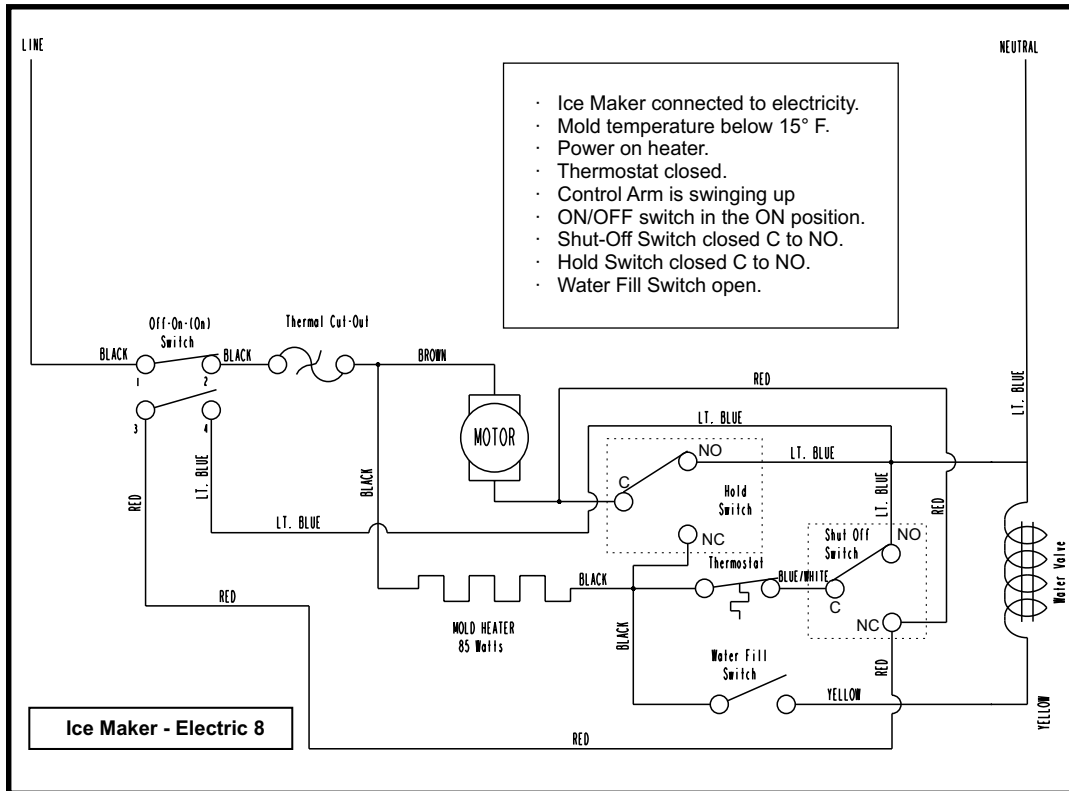 LINE
NEUTRAL
· Ice Maker connected to electricity.
· Mold temperature below 15° F.
· Power on heater.
· Thermostat closed.
· Control Arm is swinging up
· ON/OFF switch in the ON position.
· Shut-Off Switch closed C to NO.
· Hold Switch closed C to NO.
· Water Fill Switch open.
Off-On-(On)
Switch
Thermal Cut-Out
BLACK
BLACK
BROWN
RED
LT. BLUE
1
2
3
4
MOTOR
LT. BLUE
NO
LT. BLUE
C
Hold
Switch
NC
LT. BLUE
RED
BLACK
RED
LT. BLUE
LT. BLUE
Shut Off
Switch
NO
Thermostat
BLACK
BLUE/WHITE
C
NC
Water Valve
RED
MOLD HEATER
85 Watts
BLACK
Water Fill
Switch
RED
YELLOW
YELLOW
Ice Maker - Electric 8
RED